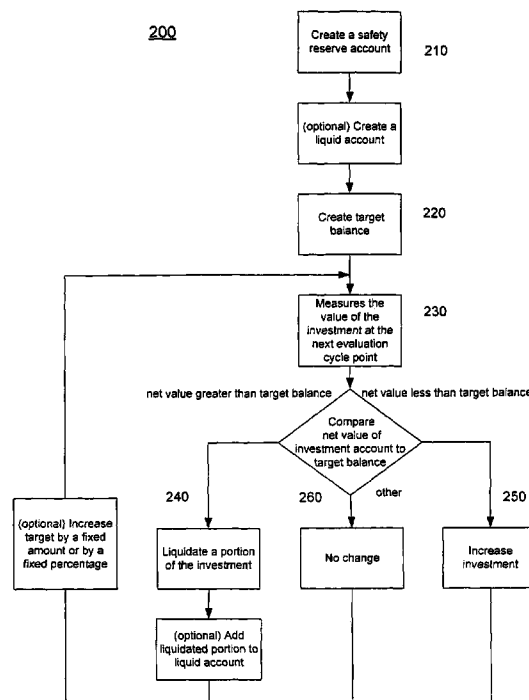 200
Create a safety
reserve account
210
(optional) Create a
liquid account
Create target
balance
220
Measures the
value of the
investment at the
next evaluation
cycle point
230
net value greater than target balance
net value less than target balance
Compare
net value of
investment account to
target balance
240
260
other
250
(optional) Increase
target by a fixed
amount or by a
fixed percentage
Liquidate a portion
of the investment
No change
Increase
investment
(optional) Add
liquidated portion to
liquid account